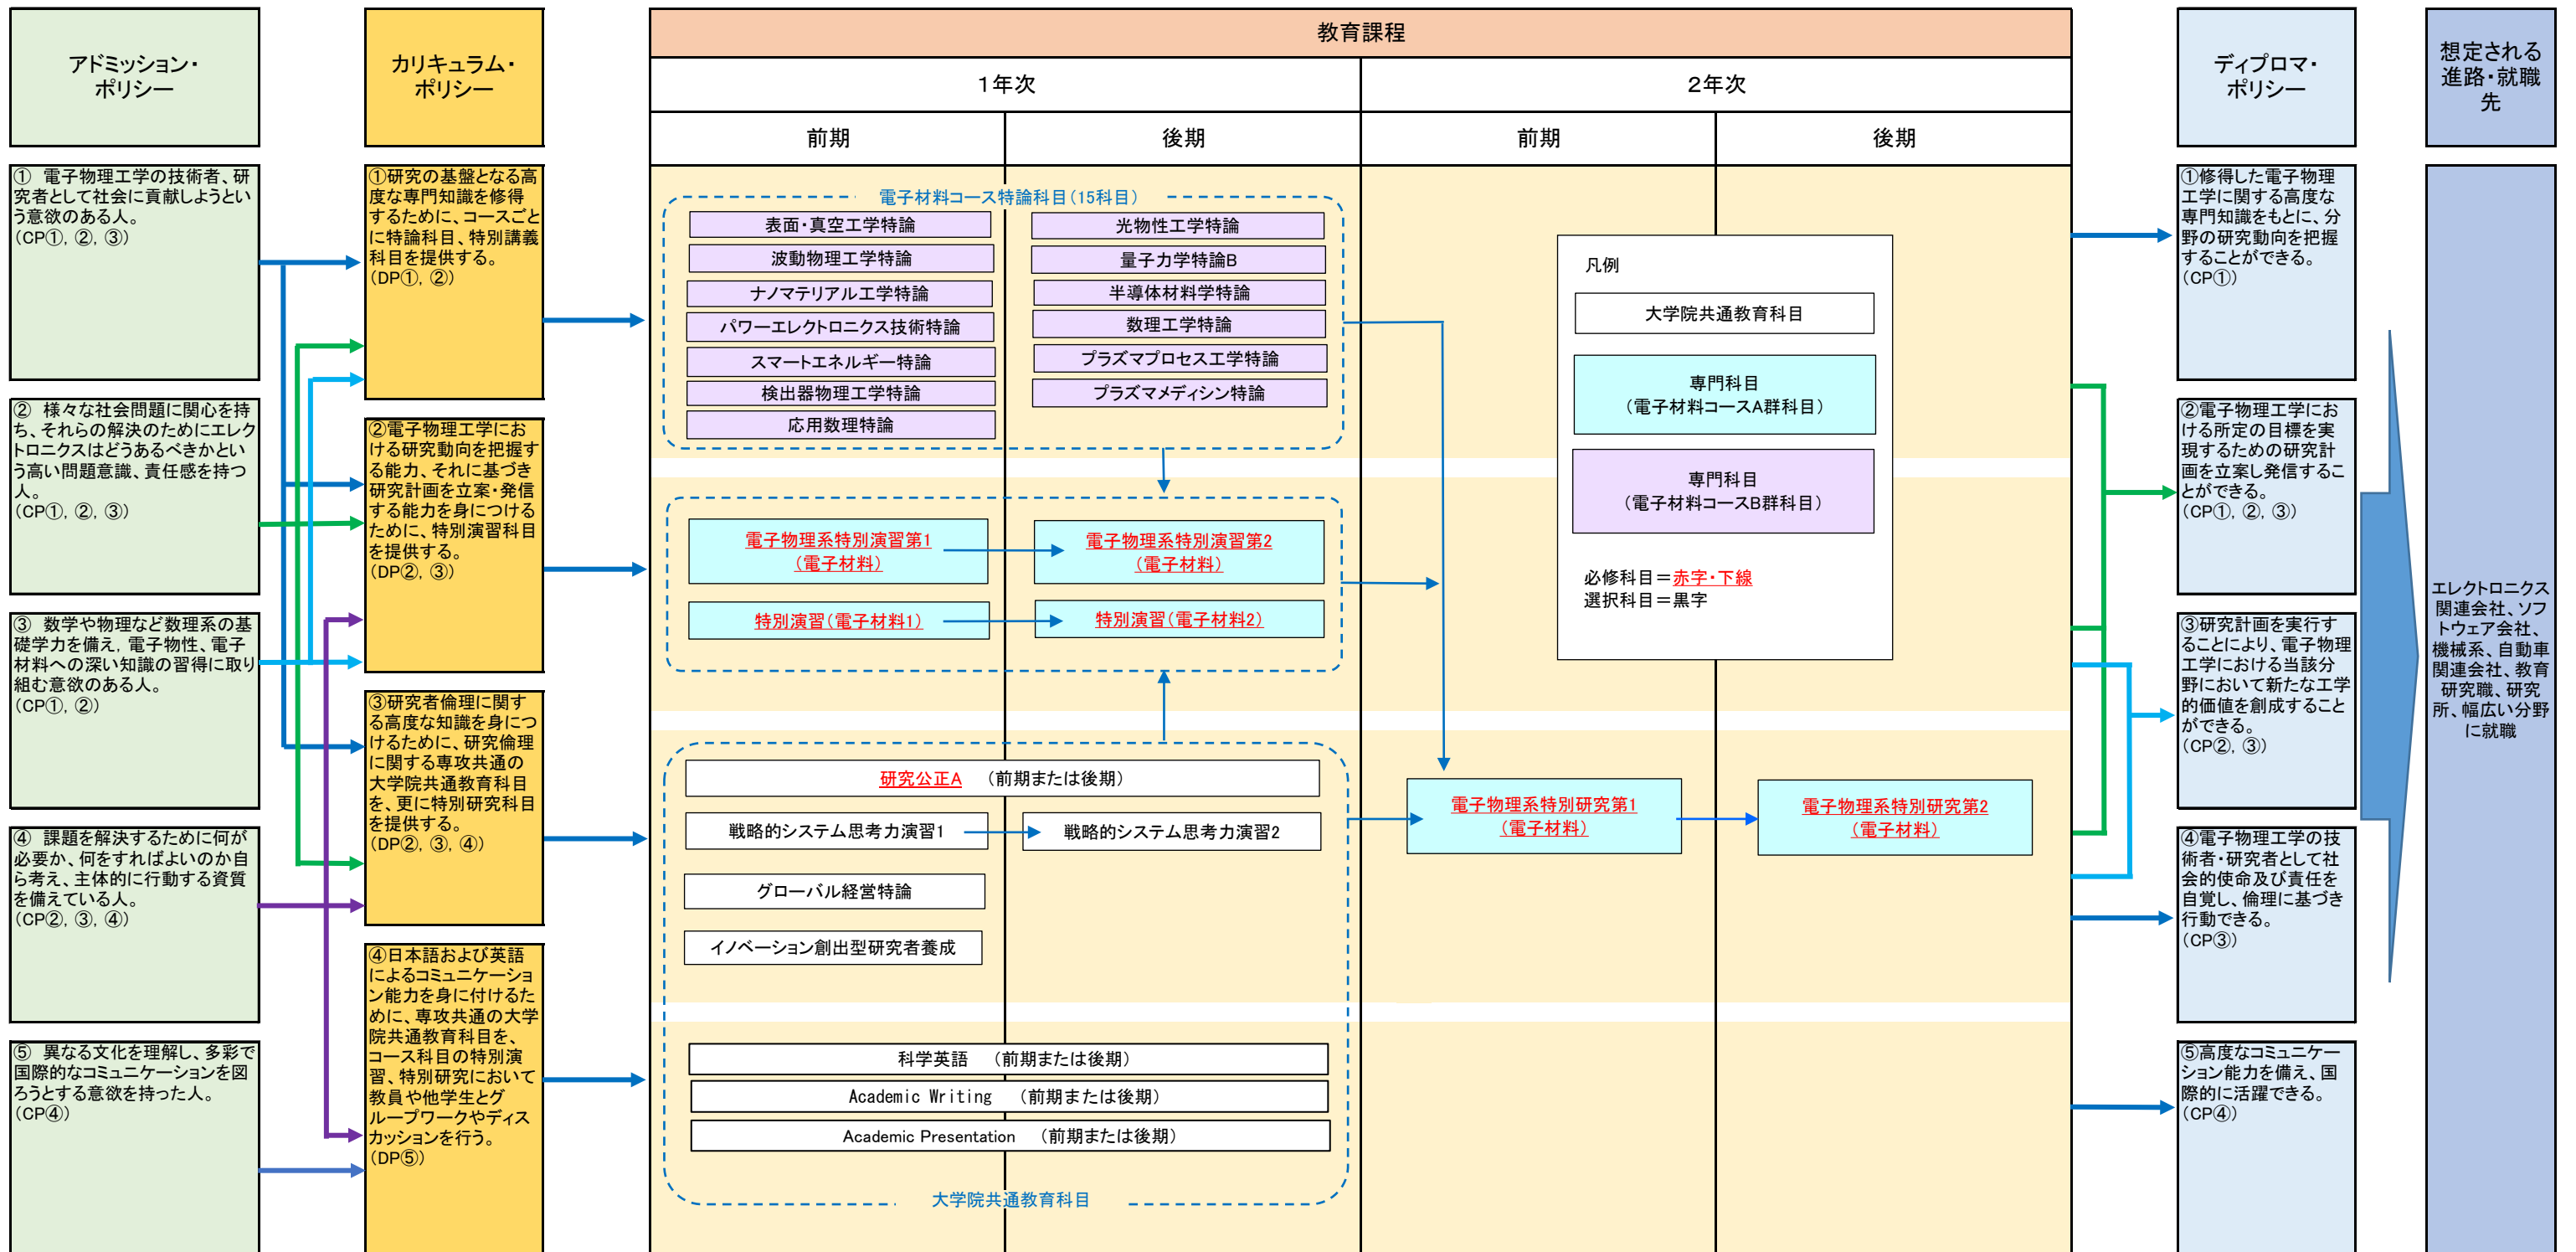 アドミッション・
ポリシー
① 電子物理工学の技術者、研
究者として社会に貢献しようとい
う意欲のある人。
(CP①, ②, ③)
② 様々な社会問題に関心を持
ち、それらの解決のためにエレク
トロニクスはどうあるべきかとい
う高い問題意識、責任感を持つ
人。
(CP①, ②, ③)
③ 数学や物理など数理系の基
礎学力を備え, 電子物性、電子
材料への深い知識の習得に取り
組む意欲のある人。
(CP①, ②)
④ 課題を解決するために何が
必要か、何をすればよいのか自
ら考え、主体的に行動する資質
を備えている人。
(CP②, ③, ④)
⑤ 異なる文化を理解し、多彩で
国際的なコミュニケーションを図
ろうとする意欲を持った人。
(CP④)
カリキュラム・
ポリシー
①研究の基盤となる高
度な専門知識を修得
するために、コースごと
に特論科目、特別講義
科目を提供する。
(DP①, ②)
②電子物理工学にお
ける研究動向を把握す
る能力、それに基づき
研究計画を立案・発信
する能力を身につける
ために、特別演習科目
を提供する。
(DP②, ③)
③研究者倫理に関す
る高度な知識を身につ
けるために、研究倫理
に関する専攻共通の
大学院共通教育科目
を、更に特別研究科目
を提供する。
(DP②, ③, ④)
④日本語および英語
によるコミュニケーショ
ン能力を身に付けるた
めに、専攻共通の大学
院共通教育科目を、
コース科目の特別演
習、特別研究において
教員や他学生とグ
ループワークやディス
カッションを行う。
(DP⑤)
教育課程
1年次
2年次
前期
後期
前期
後期
電子材料コース特論科目(15科目)
表面・真空工学特論
波動物理工学特論
ナノマテリアル工学特論
パワーエレクトロニクス技術特論
スマートエネルギー特論
検出器物理工学特論
応用数理特論
光物性工学特論
量子力学特論B
半導体材料学特論
数理工学特論
プラズマプロセス工学特論
プラズマメディシン特論
電子物理系特別演習第1
(電子材料)
電子物理系特別演習第2
(電子材料)
特別演習(電子材料1)
特別演習(電子材料2)
研究公正A (前期または後期)
戦略的システム思考力演習1
戦略的システム思考力演習2
グローバル経営特論
イノベーション創出型研究者養成
科学英語 (前期または後期)
Academic Writing (前期または後期)
Academic Presentation (前期または後期)
大学院共通教育科目
凡例
大学院共通教育科目
専門科目
(電子材料コースA群科目)
専門科目
(電子材料コースB群科目)
必修科目＝赤字・下線
選択科目＝黒字
電子物理系特別研究第1
(電子材料)
電子物理系特別研究第2
(電子材料)
ディプロマ・
ポリシー
①修得した電子物理
工学に関する高度な
専門知識をもとに、分
野の研究動向を把握
することができる。
(CP①)
②電子物理工学にお
ける所定の目標を実
現するための研究計
画を立案し発信するこ
とができる。
(CP①, ②, ③)
③研究計画を実行す
ることにより、電子物理
工学における当該分
野において新たな工学
的価値を創成すること
ができる。
(CP②, ③)
④電子物理工学の技
術者・研究者として社
会的使命及び責任を
自覚し、倫理に基づき
行動できる。
(CP③)
⑤高度なコミュニケー
ション能力を備え、国
際的に活躍できる。
(CP④)
想定される
進路・就職
先
エレクトロニクス
関連会社、ソフ
トウェア会社、
機械系、自動車
関連会社、教育
研究職、研究
所、幅広い分野
に就職